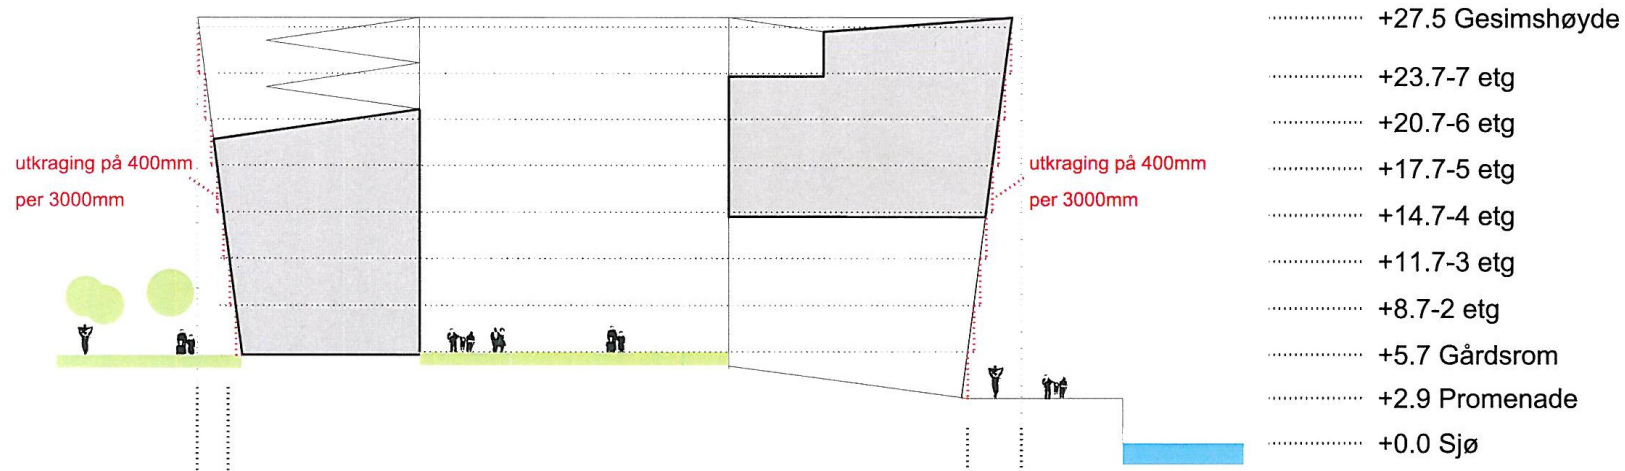 +27.5 Gesimshøyde
+23.7-7 etg
+20.7-6 etg
utkraging på 400mm
per 3000mm
utkraging på 400mm
per 3000mm
+17.7-5 etg
+14.7-4 etg
+11.7-3 etg
+8.7-2 etg
+5.7 Gårdsrom
+2.9 Promenade
+0.0 Sjø